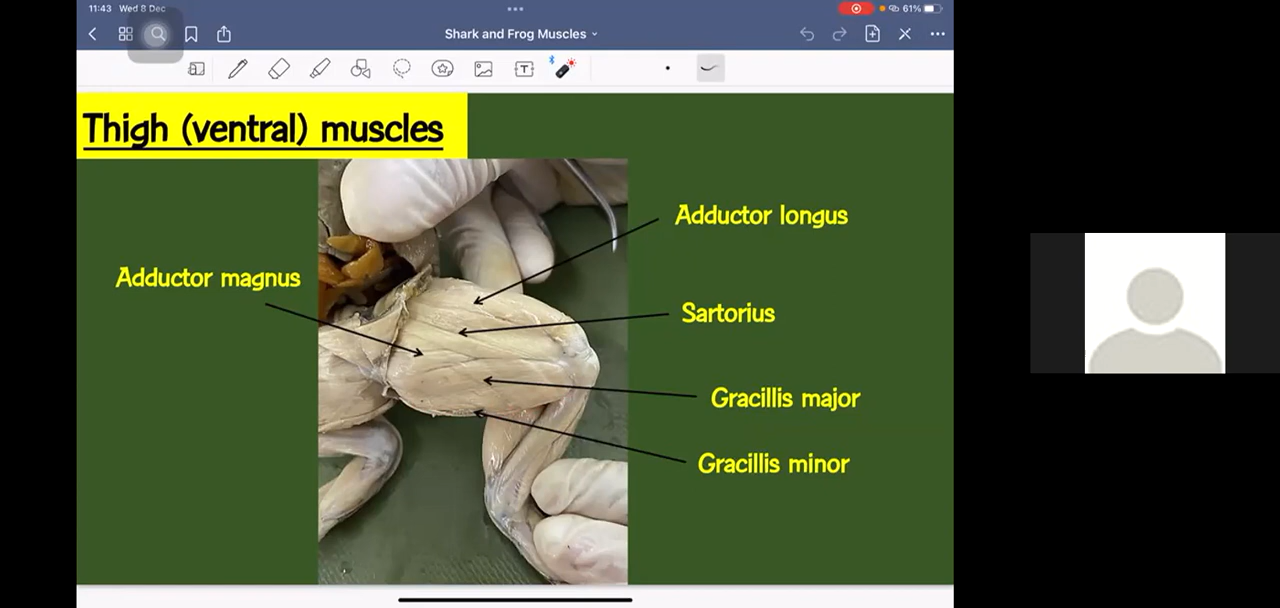 11:43 Wed 8 Dec
61%
Shark and Frog Muscles
T
Thigh (ventral) muscles
Adductor longus
Adductor magnus
Sartorius
Gracillis major
Gracillis minor